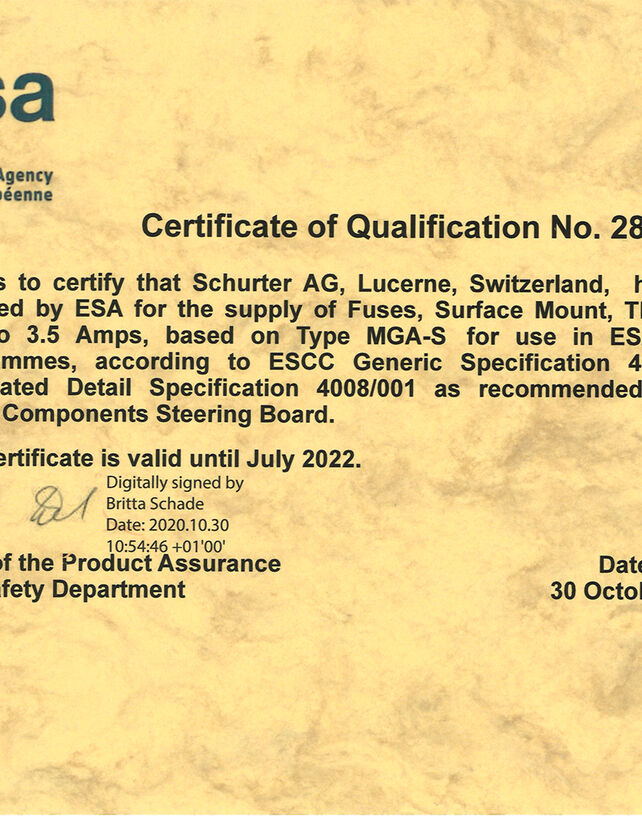 sa
Agency
péenne
Certificate of Qualification No. 28
s to certify that Schurter AG, Lucerne, Switzerland, h
ed by ESA for the supply of Fuses, Surface Mount, Th
o 3.5 Amps, based on Type MGA-S for use in ES
ammes, according to ESCC Generic Specification 4
ated Detail Specification 4008/001 as recommended
Components Steering Board.
ertificate is valid until July 2022.
Digitally signed by
Britta Schade
Date: 2020.10.30
10:54:46 +01'00'
of the Product Assurance
afety Department
Date
30 Octo